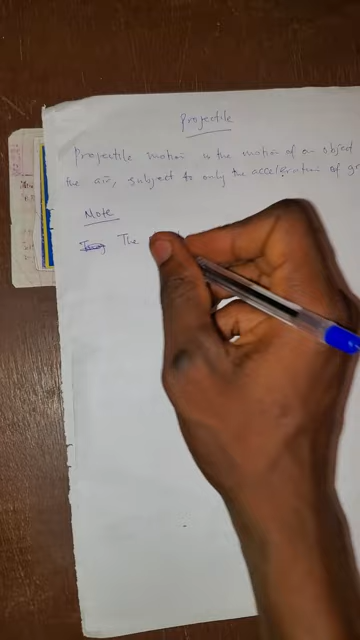 Projectile
Projectile motion is the motion of an object
the air, subject to only the acceleration of
Note
The